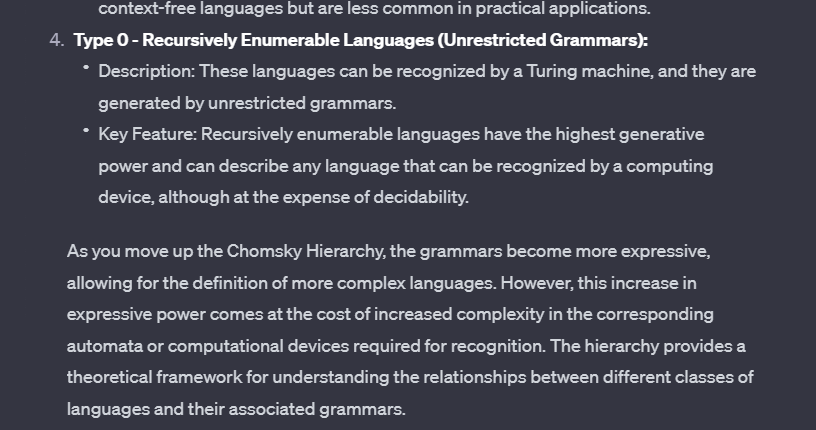 context-free languages but are less common in practical applications.
4. Type 0 - Recursively Enumerable Languages (Unrestricted Grammars):
• Description: These languages can be recognized by a Turing machine, and they are
generated by unrestricted grammars.
• Key Feature: Recursively enumerable languages have the highest generative
power and can describe any language that can be recognized by a computing
device, although at the expense of decidability.
As you move up the Chomsky Hierarchy, the grammars become more expressive,
allowing for the definition of more complex languages. However, this increase in
expressive power comes at the cost of increased complexity in the corresponding
automata or computational devices required for recognition. The hierarchy provides a
theoretical framework for understanding the relationships between different classes of
languages and their associated grammars.